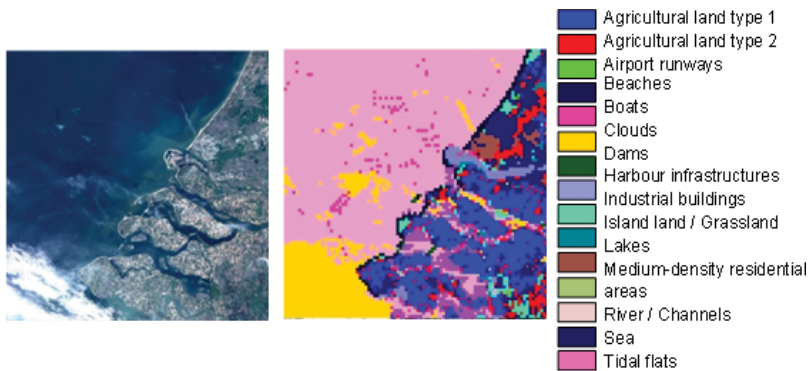 Agricultural land type 1
Agricultural land type 2
Airport runways
Beaches
Boats
Clouds
Dams
Harbour infrastructures
Industrial buildings
Island land / Grassland
Lakes
Medium-density residential
areas
River / Channels
Sea
Tidal flats